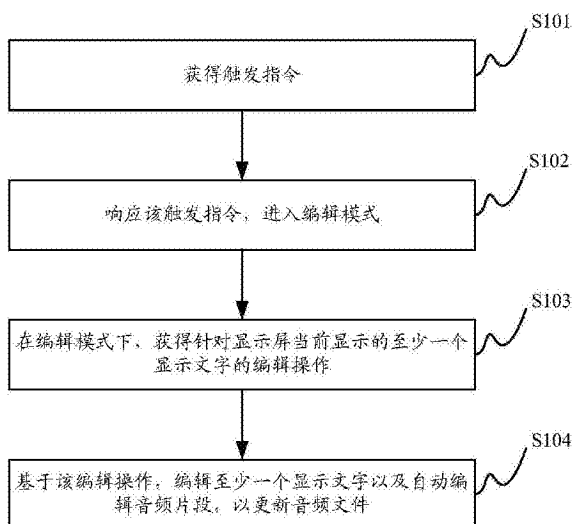 S101
获得触发指令
S102
响应该触发指令，进入编辑模式
S103
在编辑模式下，获得针对显示屏当前显示的至少一个
显示文字的编辑操作
S104
基于该编辑操作，编辑至少一个显示文字以及自动编
辑音频片段，以更新音频文件